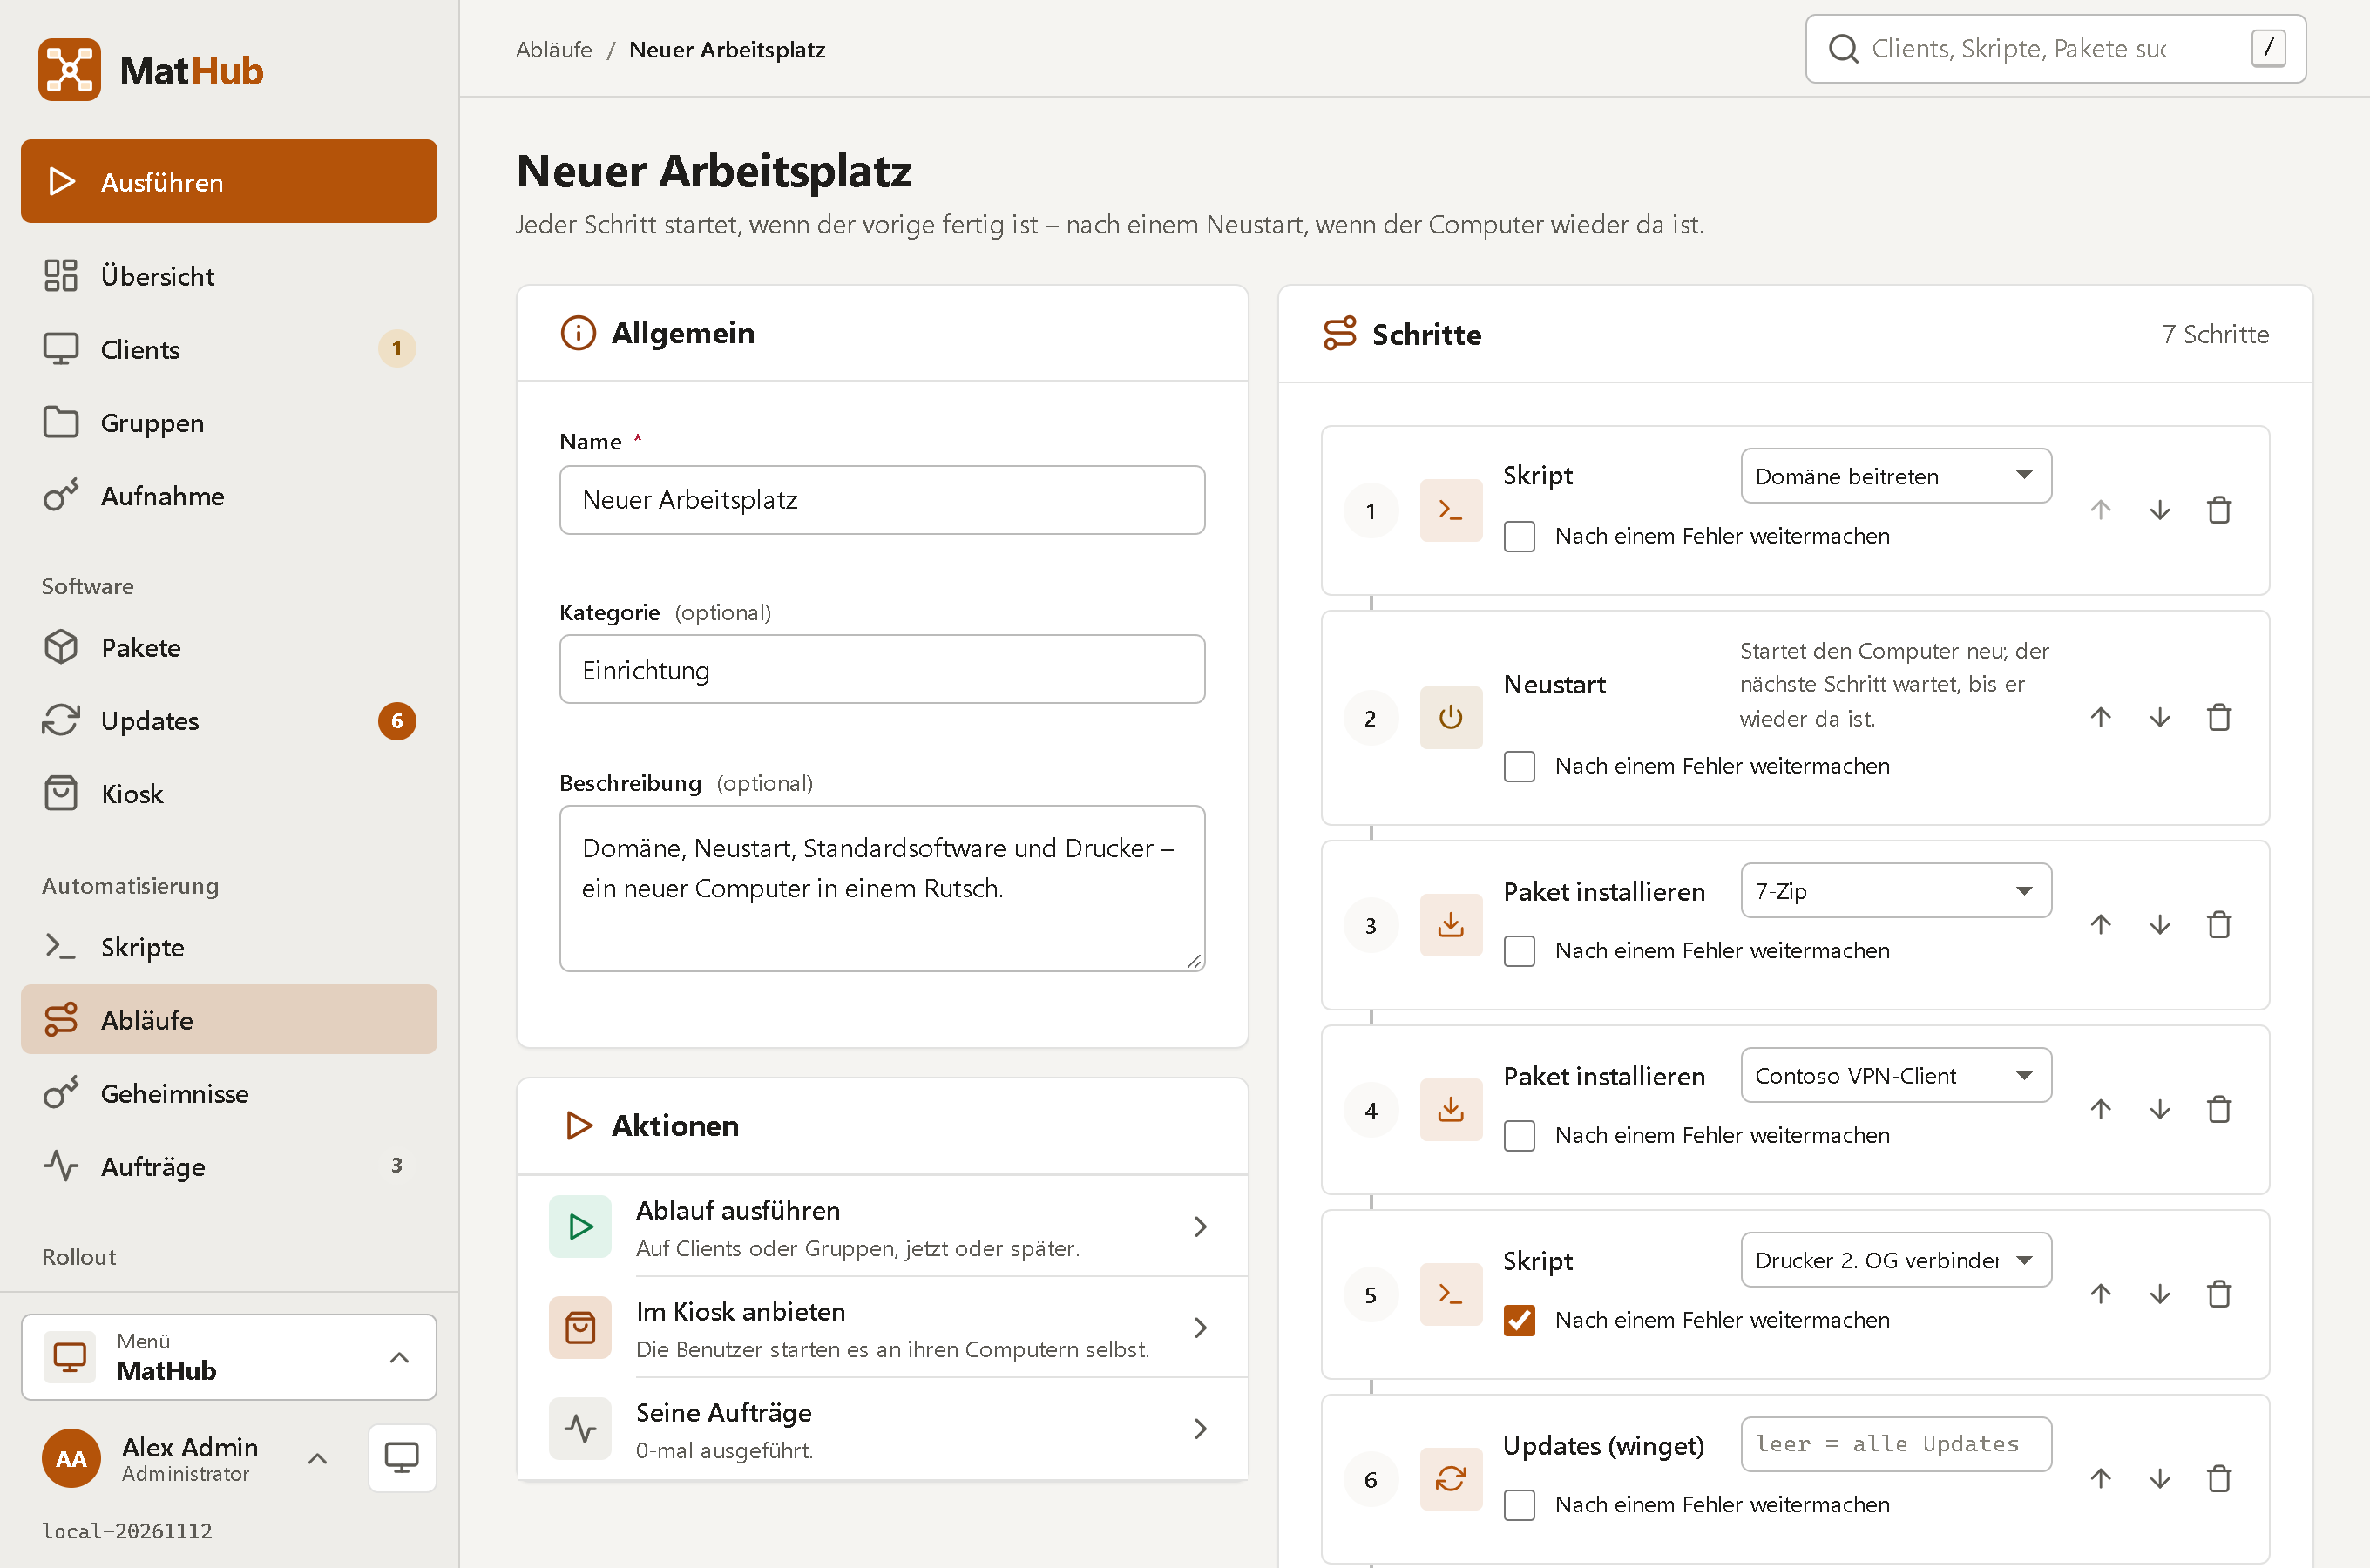 MatHub
Ausführen
Übersicht
Clients 1
Gruppen
Aufnahme
Software
Pakete
Updates 6
Kiosk
Automatisierung
Skripte
Abläufe
Geheimnisse
Aufträge 3
Rollout
Menü
MatHub
AA
Alex Admin
Administrator
local-20261112
Abläufe / Neuer Arbeitsplatz
Clients, Skripte, Pakete suc /
Neuer Arbeitsplatz
Jeder Schritt startet, wenn der vorige fertig ist – nach einem Neustart, wenn der Computer wieder da ist.
Allgemein
Name *
Neuer Arbeitsplatz
Kategorie (optional)
Einrichtung
Beschreibung (optional)
Domäne, Neustart, Standardsoftware und Drucker –
ein neuer Computer in einem Rutsch.
Aktionen
Ablauf ausführen
Auf Clients oder Gruppen, jetzt oder später.
Im Kiosk anbieten
Die Benutzer starten es an ihren Computern selbst.
Seine Aufträge
0-mal ausgeführt.
Schritte 7 Schritte
1 Skript Domäne beitreten
Nach einem Fehler weitermachen
2 Neustart
Startet den Computer neu; der
nächste Schritt wartet, bis er
wieder da ist.
Nach einem Fehler weitermachen
3 Paket installieren 7-Zip
Nach einem Fehler weitermachen
4 Paket installieren Contoso VPN-Client
Nach einem Fehler weitermachen
5 Skript Drucker 2. OG verbinden
Nach einem Fehler weitermachen
6 Updates (winget) leer = alle Updates
Nach einem Fehler weitermachen